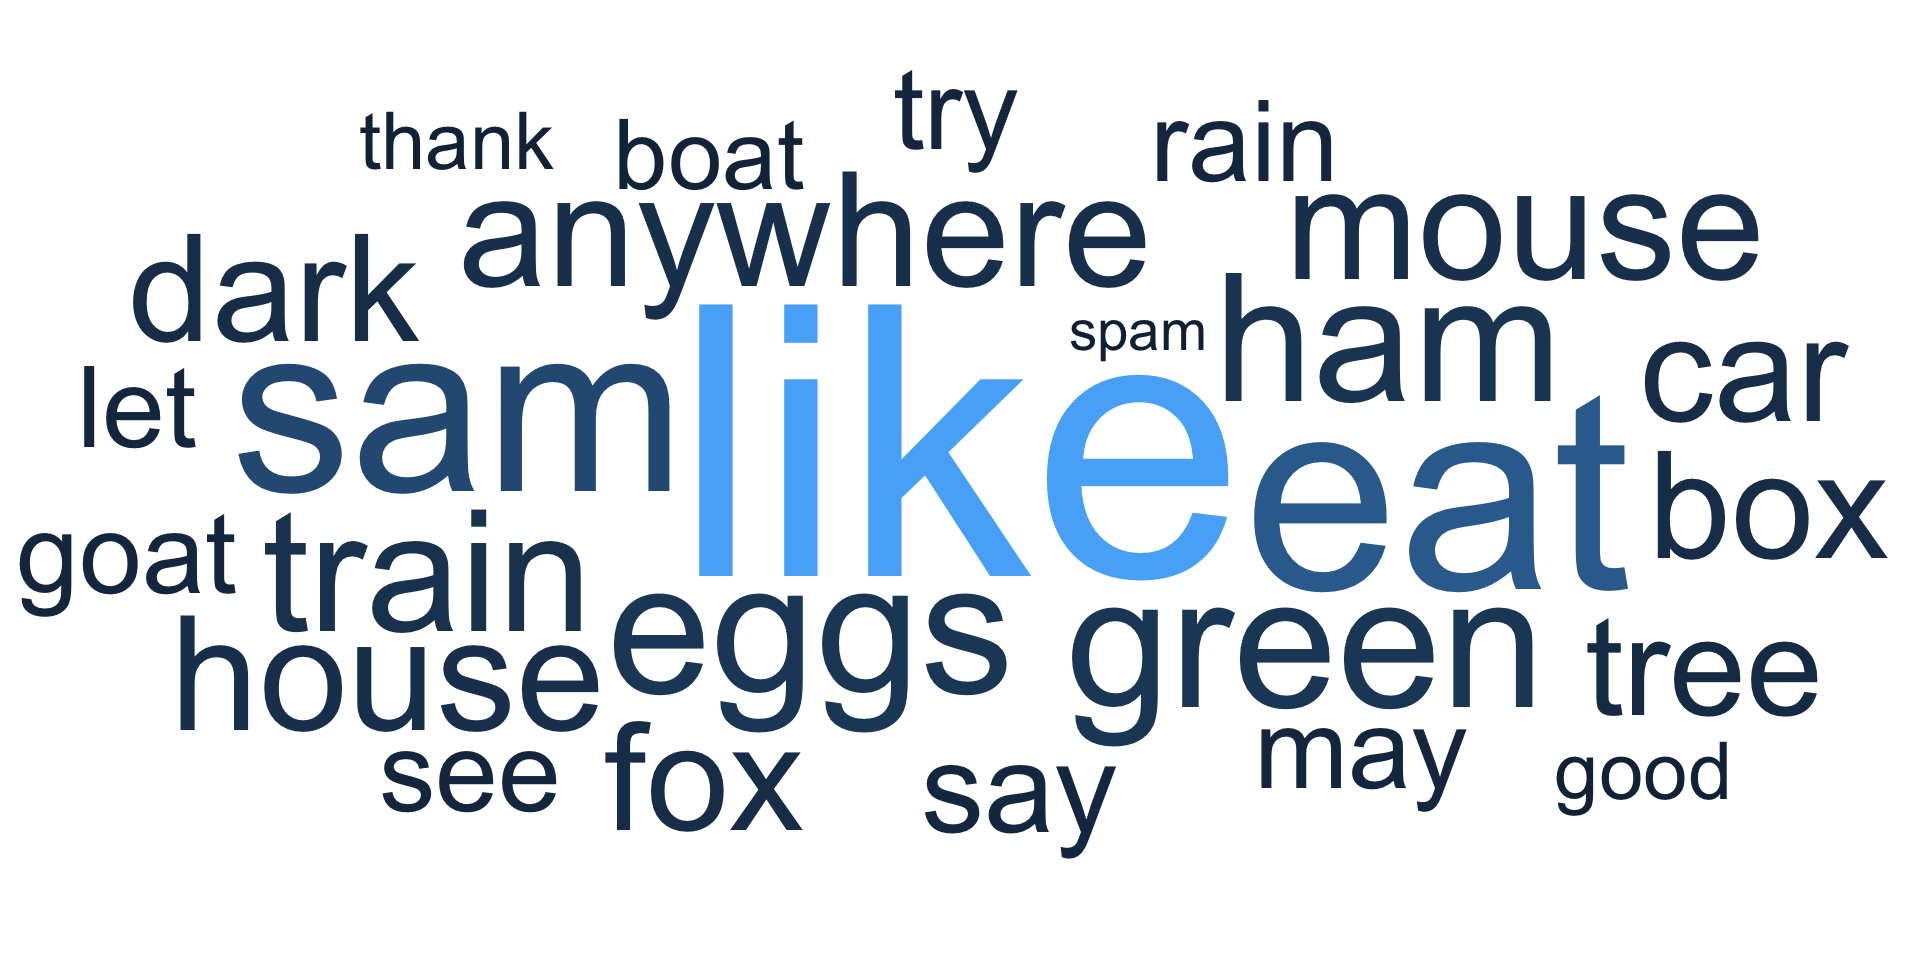 try
thank
boat
rain
anywhere
mouse
dark
spam
ham
sam
like
car
let
eat
box
goat
train
eggs
green
house
tree
see
fox
say
may
good